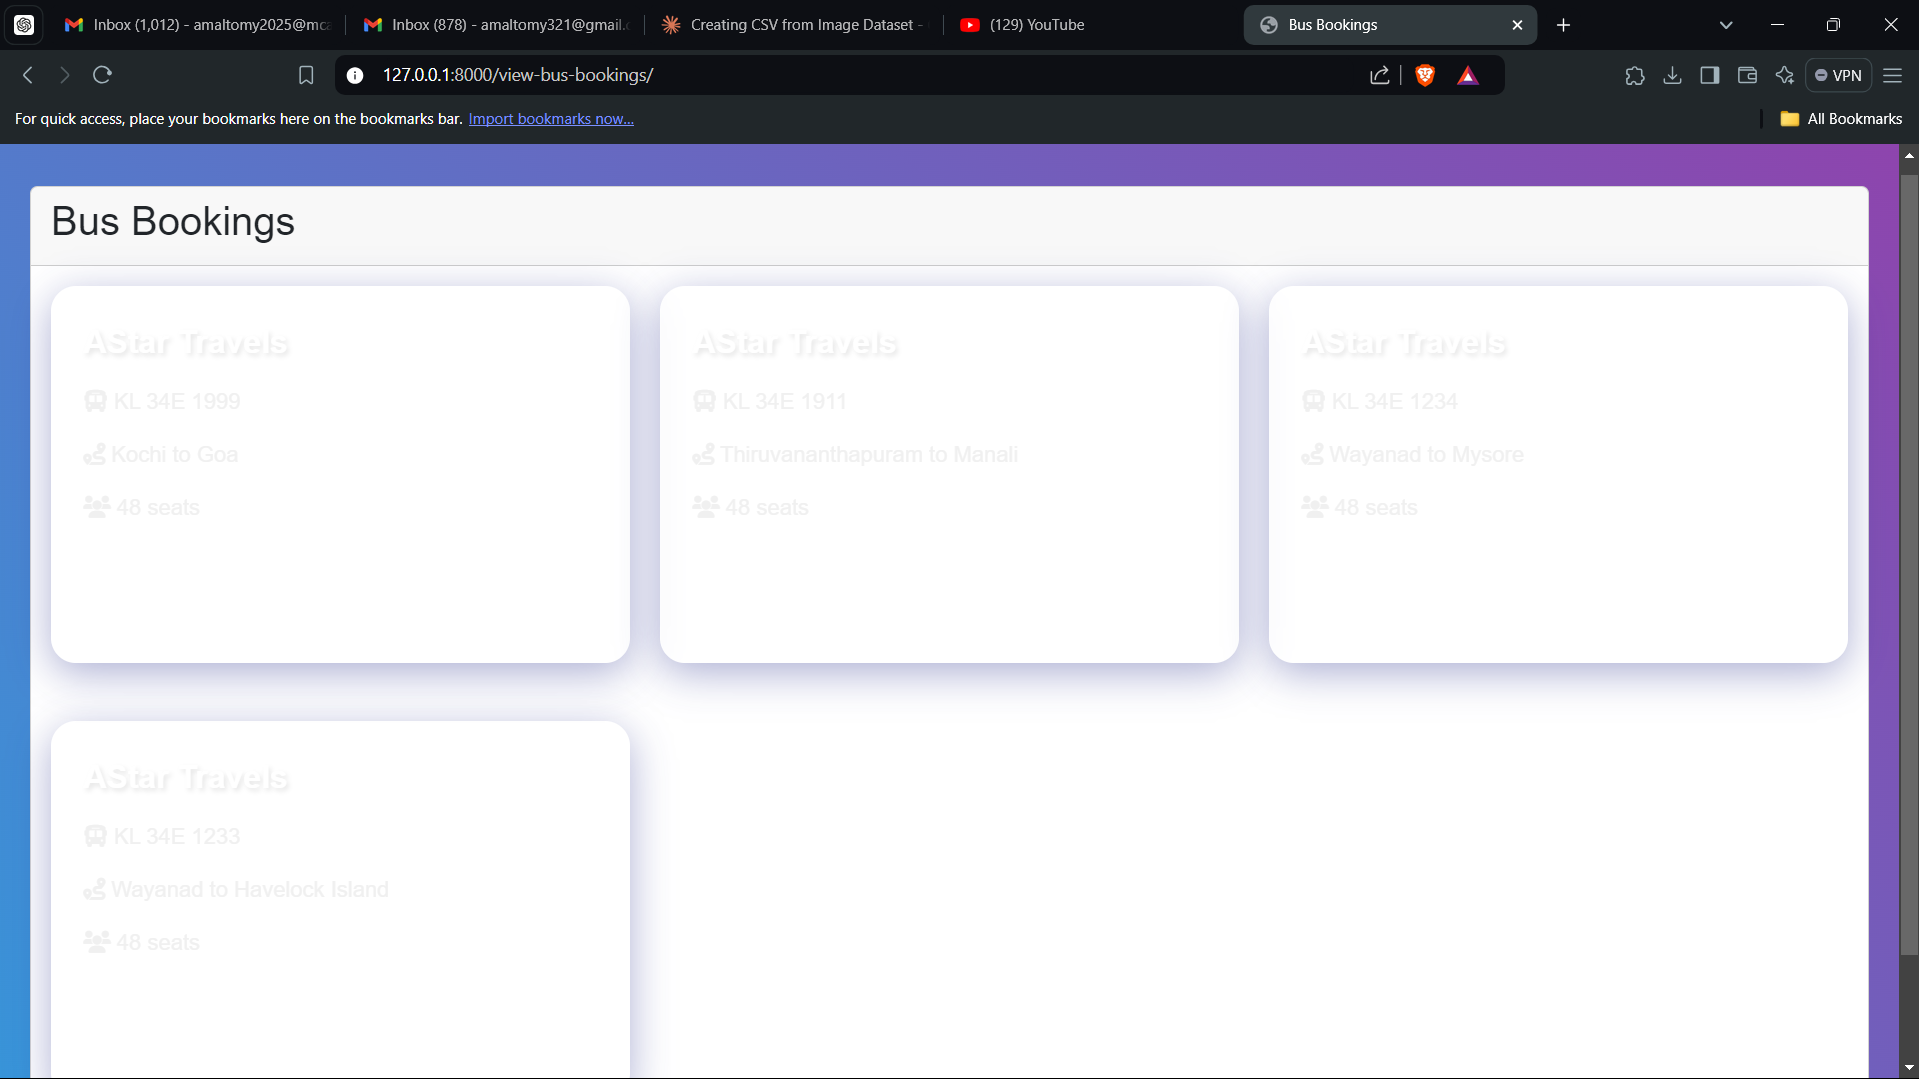 Inbox (1,012) - amaltomy2025@mca
Inbox (878) - amaltomy321@gmail.c
Creating CSV from Image Dataset -
(129) YouTube
Bus Bookings
127.0.0.1:8000/view-bus-bookings/
VPN
For quick access, place your bookmarks here on the bookmarks bar. Import bookmarks now...
All Bookmarks
Bus Bookings
AStar Travels
KL 34E 1999
Kochi to Goa
48 seats
AStar Travels
KL 34E 1911
Thiruvananthapuram to Manali
48 seats
AStar Travels
KL 34E 1234
Wayanad to Mysore
48 seats
AStar Travels
KL 34E 1233
Wayanad to Havelock Island
48 seats